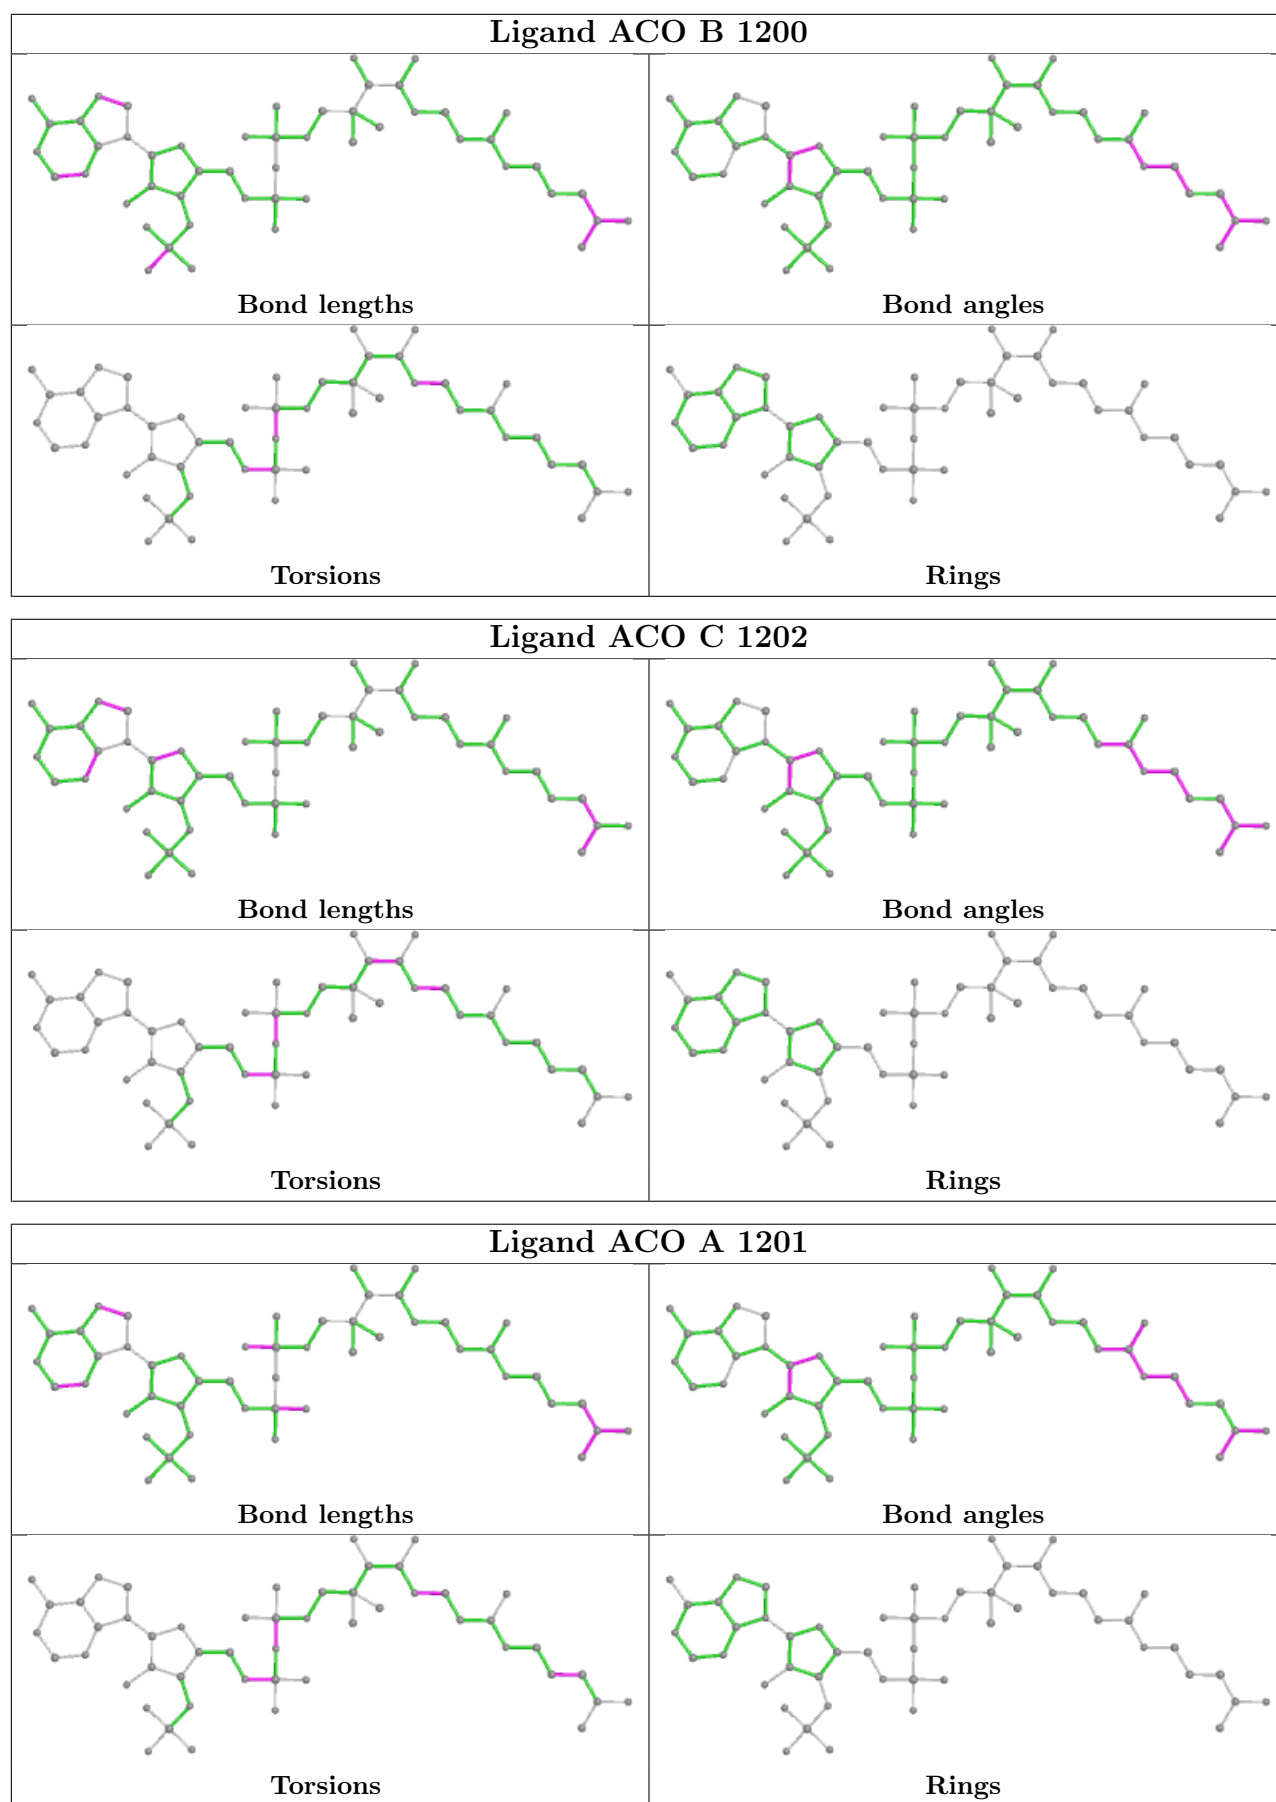 Ligand ACO B 1200
Bond lengths
Bond angles
Torsions
Rings
Ligand ACO C 1202
Bond lengths
Bond angles
Torsions
Rings
Ligand ACO A 1201
Bond lengths
Bond angles
Torsions
Rings